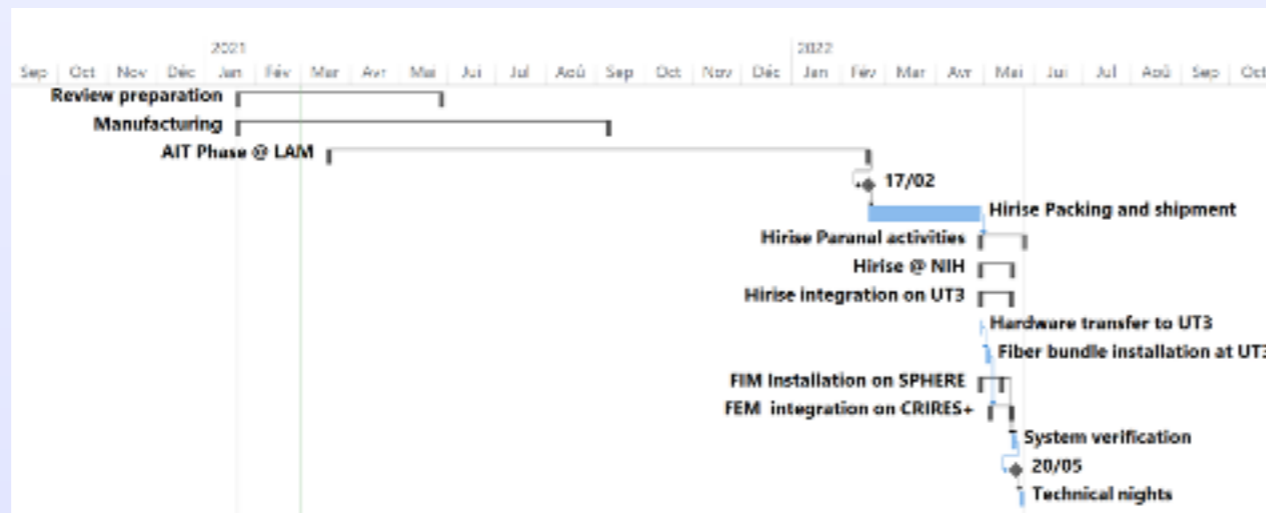 2021 2022
Sep Oct Nov Déc Jan Fév Mar Avr Mai Jui Jul Aoû Sep Oct Nov Déc Jan Fév Mar Avr Mai Jui Jul Aoû Sep Oct
Review preparation
Manufacturing
AIT Phase @ LAM
17/02
Hirise Packing and shipment
Hirise Paranal activities
Hirise @ NIH
Hirise integration on UT3
Hardware transfer to UT3
Fiber bundle installation at UT3
FIM Installation on SPHERE
FEM integration on CRIRES+
System verification
20/05
Technical nights